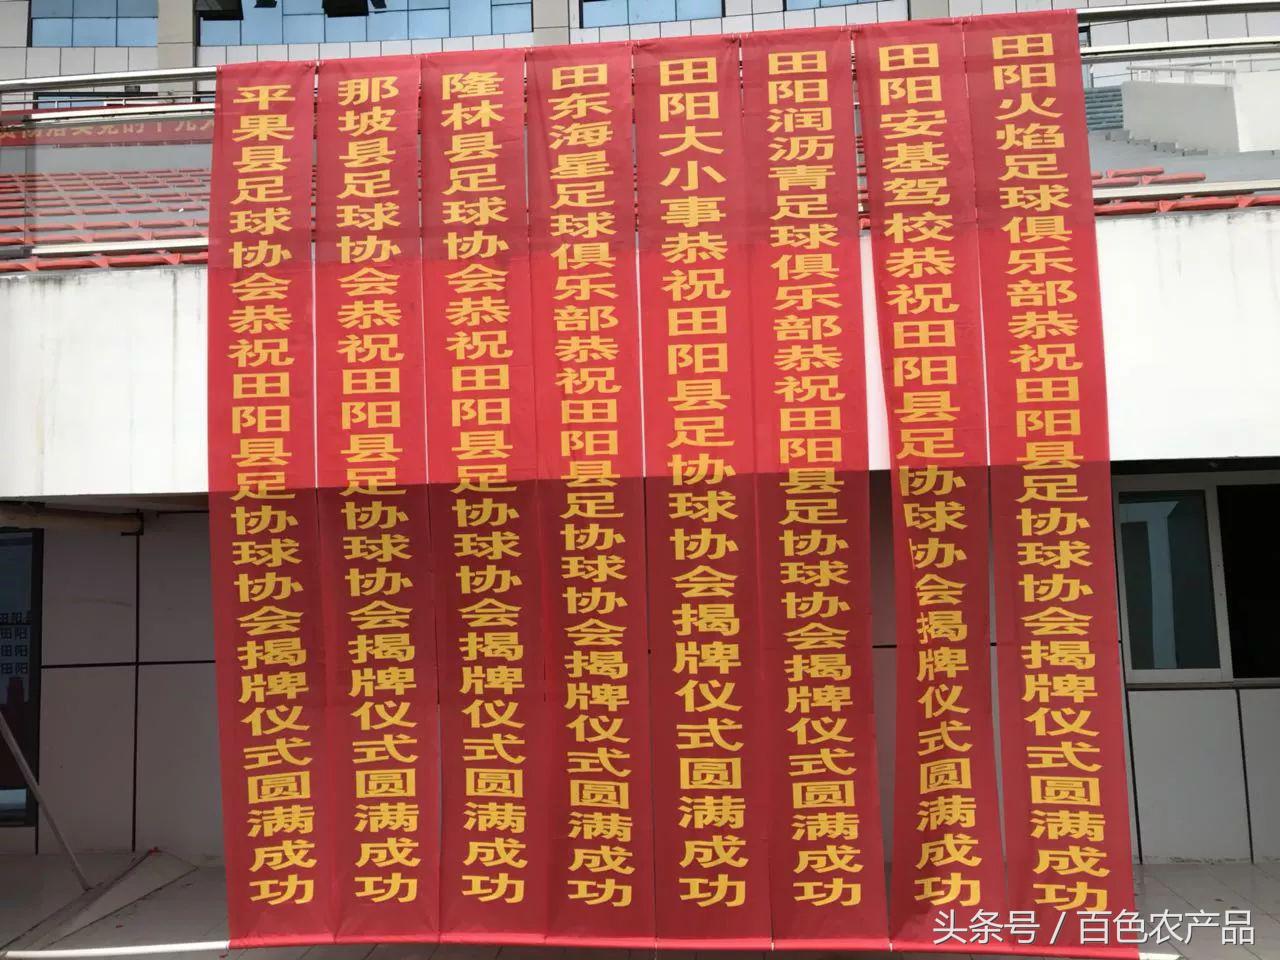 平果县足球协会恭祝田阳县足协球协会揭牌仪式圆满成功
那坡县足球协会恭祝田阳县足协球协会揭牌仪式圆满成功
隆林县足球协会恭祝田阳县足协球协会揭牌仪式圆满成功
田东海星足球俱乐部恭祝田阳县足协球协会揭牌仪式圆满成功
田阳大小事恭祝田阳县足协球协会揭牌仪式圆满成功
田阳润沥青足球俱乐部恭祝田阳县足协球协会揭牌仪式圆满成功
田阳安基驾校恭祝田阳县足协球协会揭牌仪式圆满成功
田阳火焰足球俱乐部恭祝田阳县足协球协会揭牌仪式圆满成功
头条号 / 百色农产品